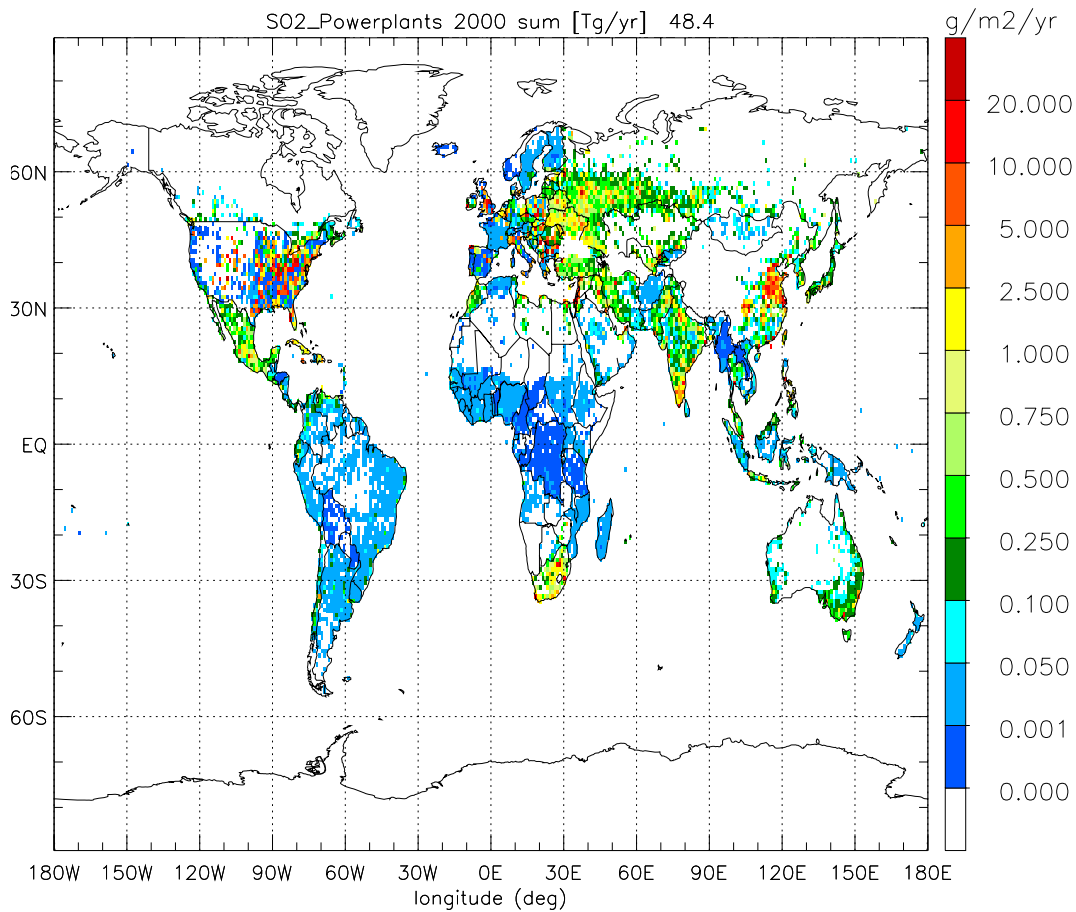 SO2_Powerplants 2000 sum [Tg/yr] 48.4
g/m2/yr
20.000
10.000
5.000
2.500
1.000
0.750
0.500
0.250
0.100
0.050
0.001
0.000
60N
30N
EQ
30S
60S
180W 150W 120W 90W 60W 30W 0E 30E 60E 90E 120E 150E 180E
longitude (deg)